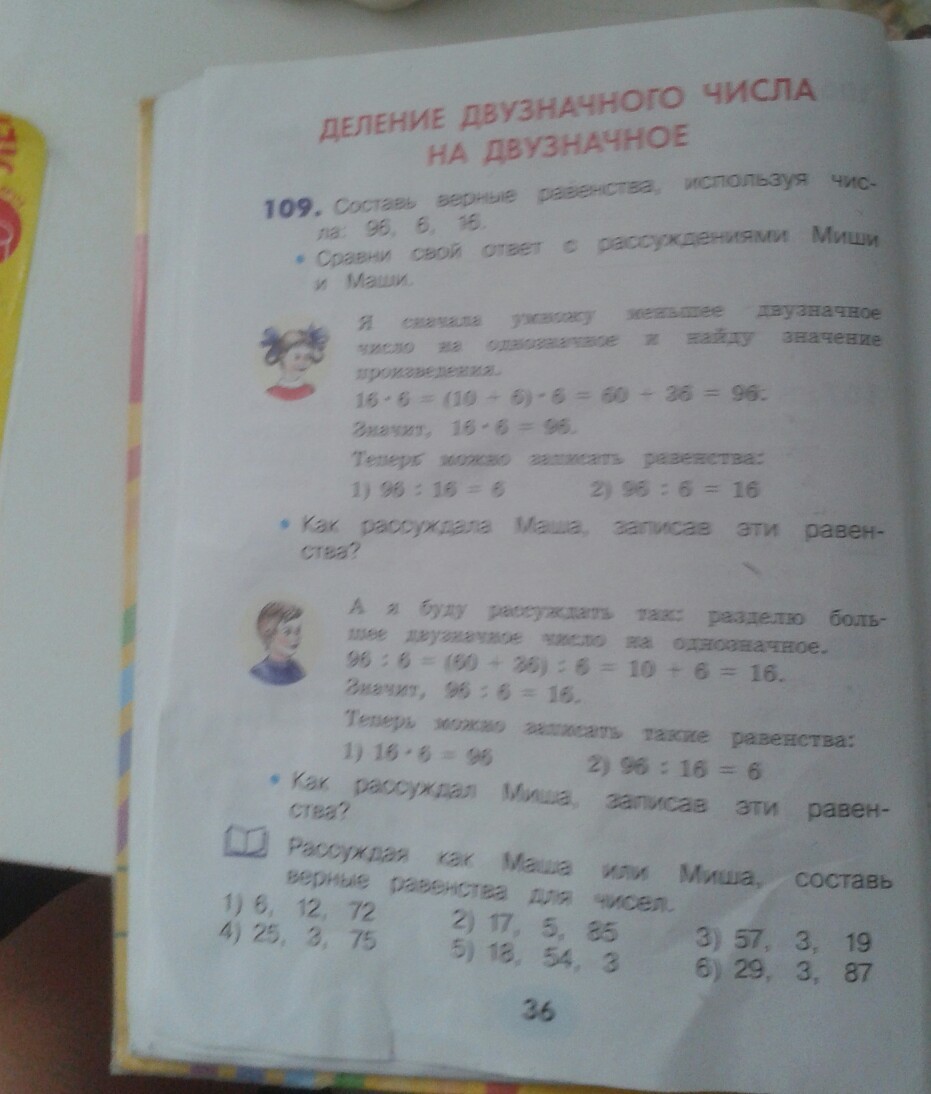 ДЕЛЕНИЕ ДВУЗНАЧНОГО ЧИСЛА
НА ДВУЗНАЧНОЕ
109. Составь верные равенства, используя чис-
ла: 96, 6, 16.
• Сравни свой ответ с рассуждениями Миши
и Маши.
Я сначала умножу меньшее двузначное
число на однозначное и найду значение
произведения.
16 · 6 = (10 + 6) · 6 = 60 + 36 = 96.
Значит, 16 · 6 = 96.
Теперь можно записать равенства:
1) 96 : 16 = 6 2) 96 : 6 = 16
• Как рассуждала Маша, записав эти равен-
ства?
А я буду рассуждать так: разделю боль-
шее двузначное число на однозначное.
96 : 6 = (60 + 36) : 6 = 10 + 6 = 16.
Значит, 96 : 6 = 16.
Теперь можно записать такие равенства:
1) 16 · 6 = 96 2) 96 : 16 = 6
• Как рассуждал Миша, записав эти равен-
ства?
Рассуждая как Маша или Миша, составь
верные равенства для чисел.
1) 6, 12, 72 2) 17, 5, 85 3) 57, 3, 19
4) 25, 3, 75 5) 18, 54, 3 6) 29, 3, 87
36